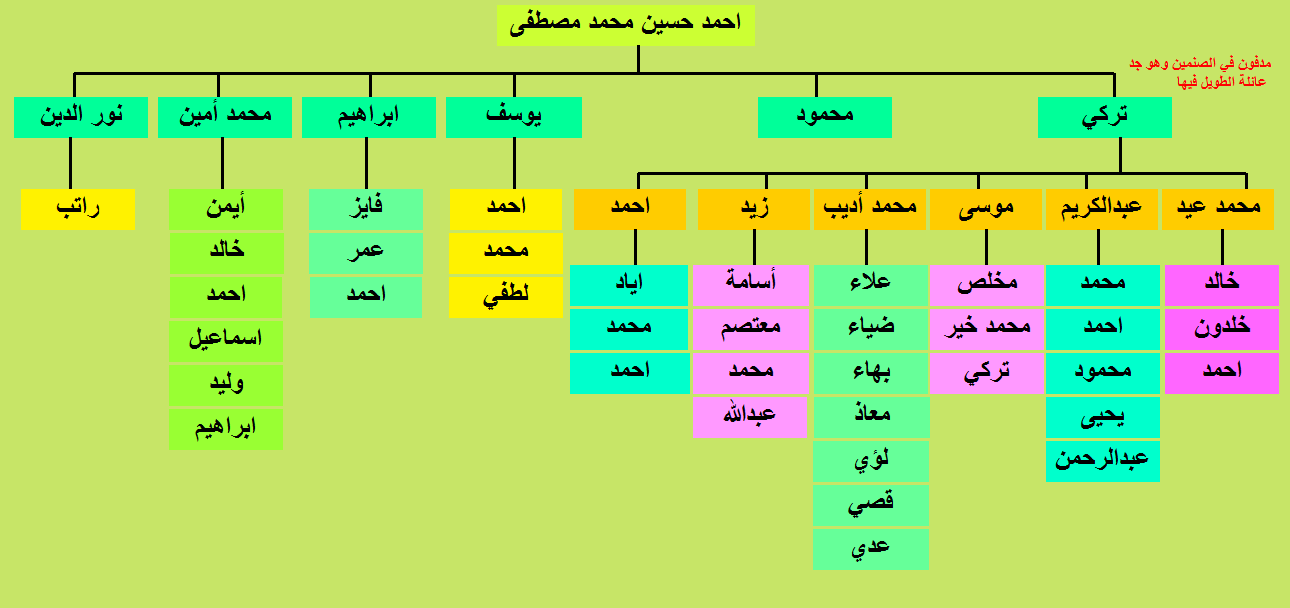 احمد حسين محمد مصطفى
مدفون في الصنمين وهو جد
عائلة الطويل فيها
تركي
محمود
يوسف
ابراهيم
محمد أمين
نور الدين
محمد عيد
عبدالكريم
موسى
محمد أديب
زيد
احمد
احمد
محمد
لطفي
فايز
عمر
احمد
أيمن
خالد
احمد
اسماعيل
وليد
ابراهيم
راتب
خالد
خلدون
احمد
محمد
احمد
محمود
يحيى
عبدالرحمن
مخلص
محمد خير
تركي
علاء
ضياء
بهاء
معاذ
لؤي
قصي
عدي
أسامة
معتصم
محمد
عبدالله
اياد
محمد
احمد